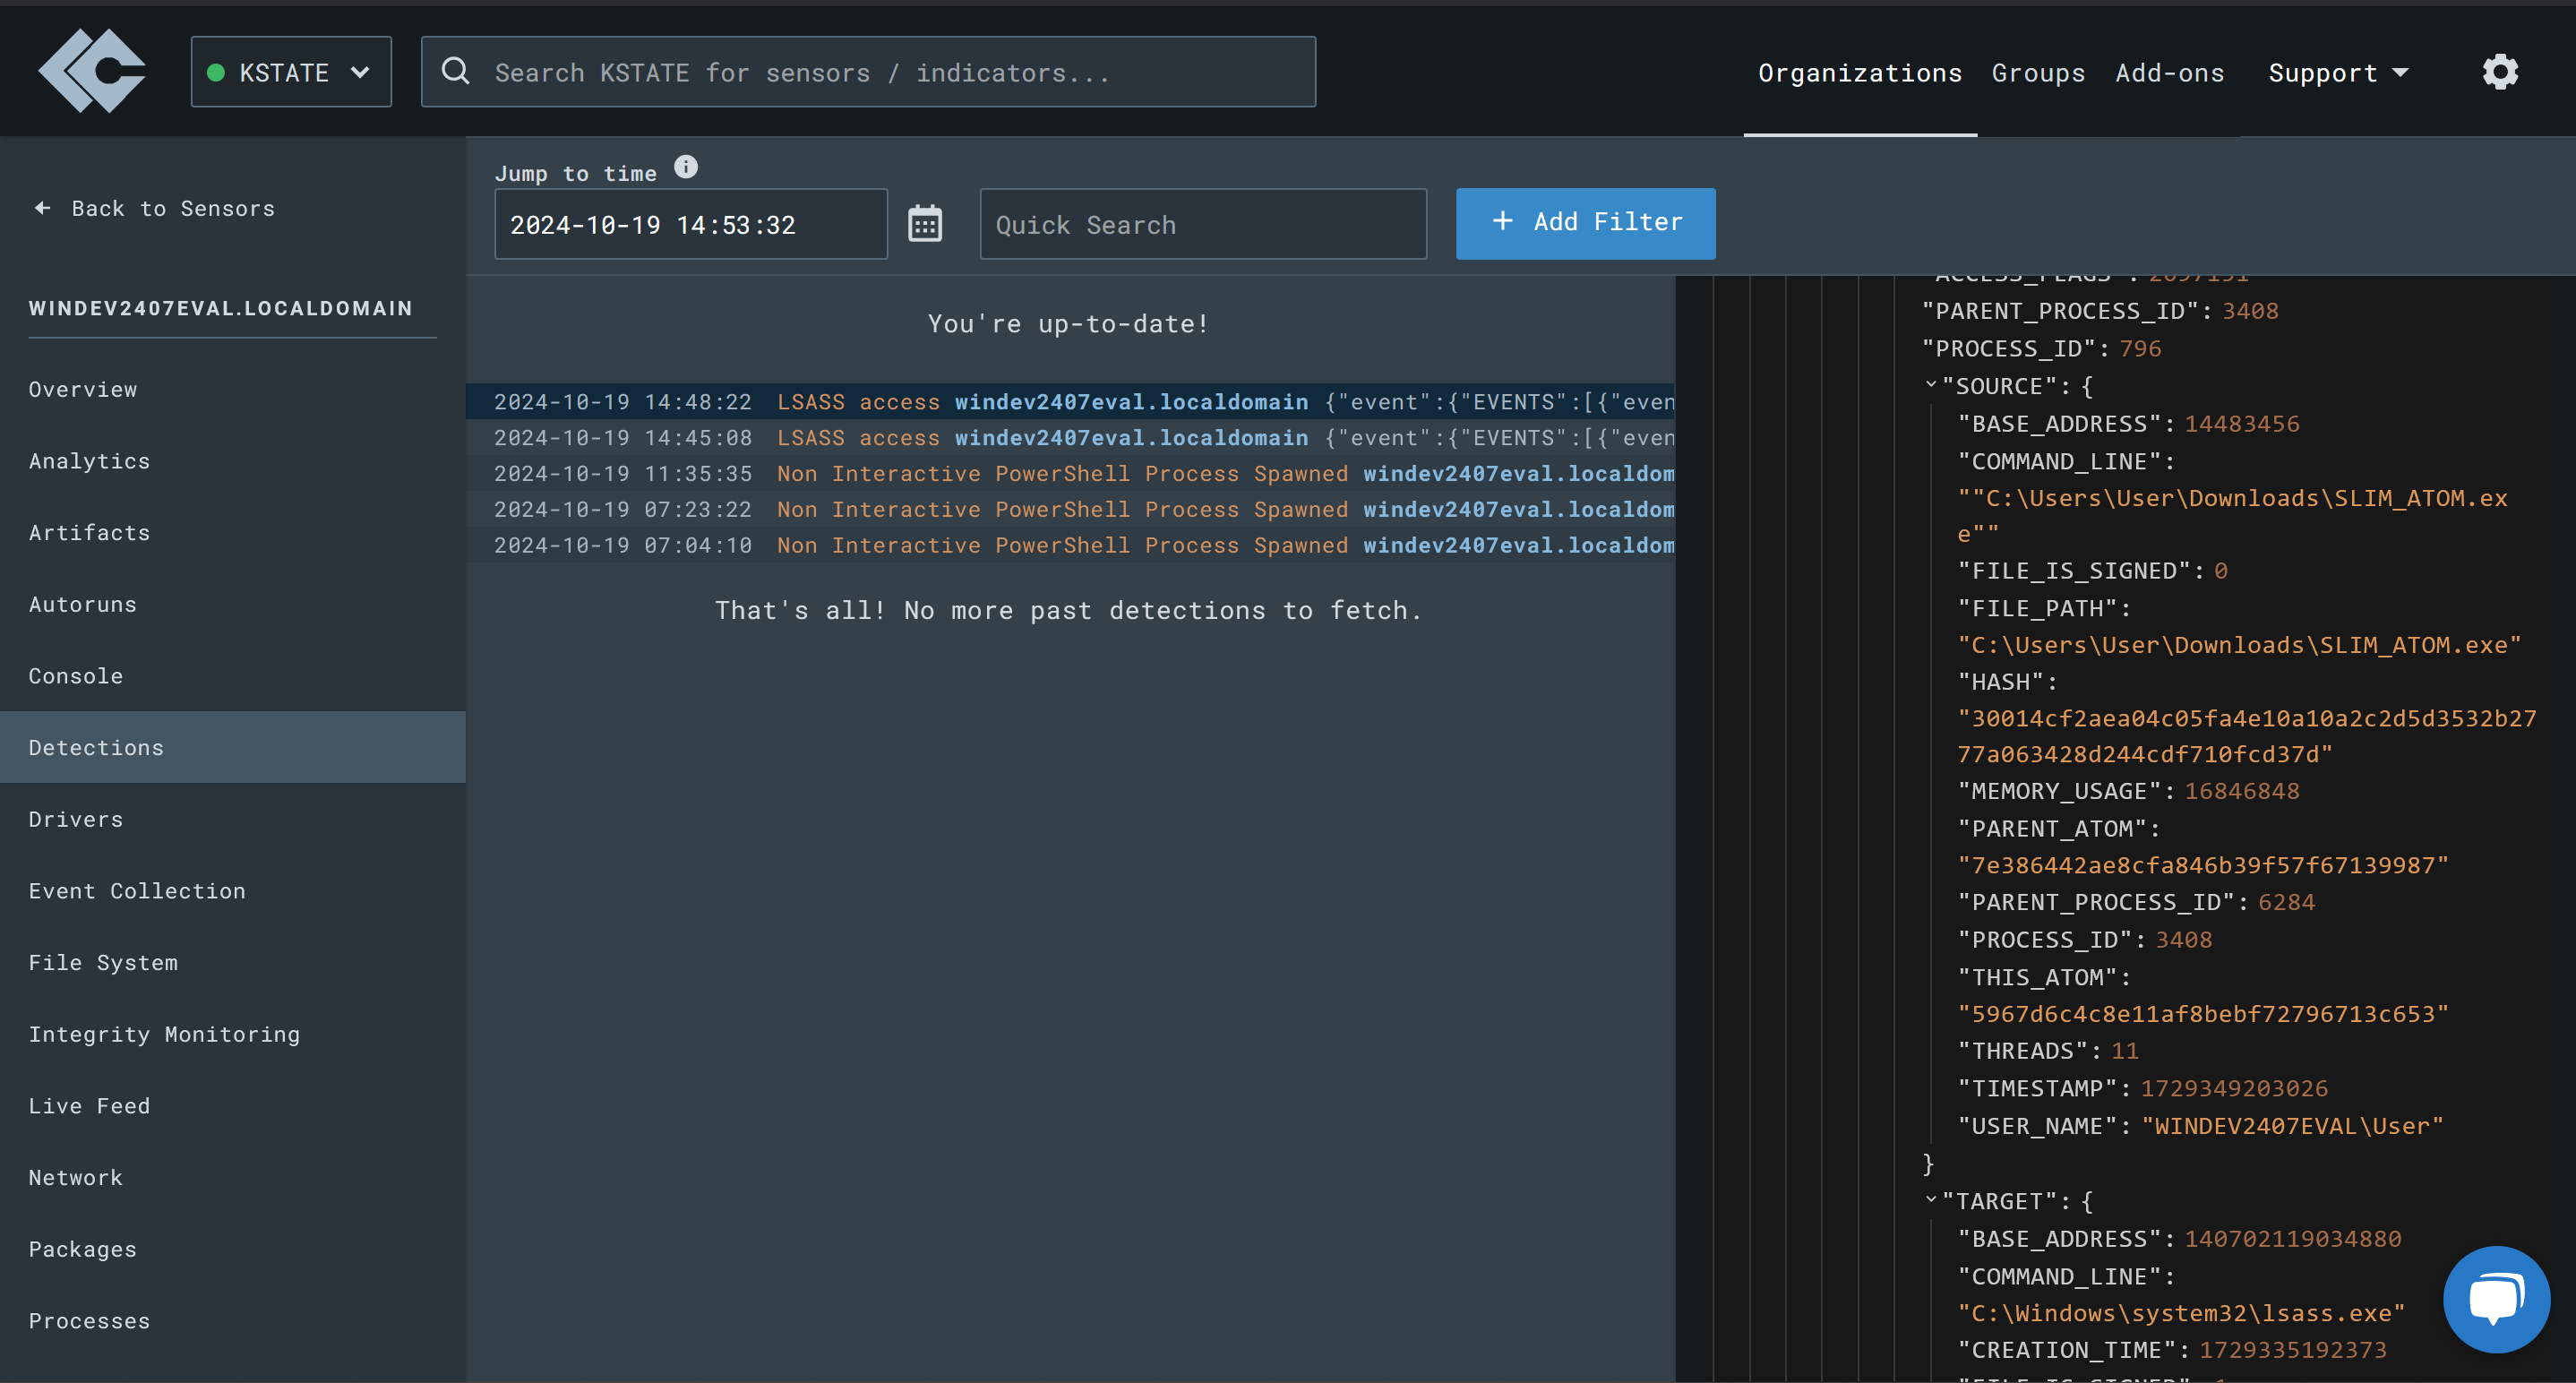 KSTATE
Search KSTATE for sensors / indicators...
Organizations Groups Add-ons Support
Back to Sensors
WINDEV2407EVAL.LOCALDOMAIN
Overview
Analytics
Artifacts
Autoruns
Console
Detections
Drivers
Event Collection
File System
Integrity Monitoring
Live Feed
Network
Packages
Processes
Jump to time
2024-10-19 14:53:32
Quick Search
+ Add Filter
You're up-to-date!
2024-10-19 14:48:22 LSASS access windev2407eval.localdomain {"event":{"EVENTS":[{"even
2024-10-19 14:45:08 LSASS access windev2407eval.localdomain {"event":{"EVENTS":[{"even
2024-10-19 11:35:35 Non Interactive PowerShell Process Spawned windev2407eval.localdom
2024-10-19 07:23:22 Non Interactive PowerShell Process Spawned windev2407eval.localdom
2024-10-19 07:04:10 Non Interactive PowerShell Process Spawned windev2407eval.localdom
That's all! No more past detections to fetch.
"PARENT_PROCESS_ID": 3408
"PROCESS_ID": 796
"SOURCE": {
"BASE_ADDRESS": 14483456
"COMMAND_LINE":
""C:\Users\User\Downloads\SLIM_ATOM.ex
e""
"FILE_IS_SIGNED": 0
"FILE_PATH":
"C:\Users\User\Downloads\SLIM_ATOM.exe"
"HASH":
"30014cf2aea04c05fa4e10a10a2c2d5d3532b27
77a063428d244cdf710fcd37d"
"MEMORY_USAGE": 16846848
"PARENT_ATOM":
"7e386442ae8cfa846b39f57f67139987"
"PARENT_PROCESS_ID": 6284
"PROCESS_ID": 3408
"THIS_ATOM":
"5967d6c4c8e11af8bebf72796713c653"
"THREADS": 11
"TIMESTAMP": 1729349203026
"USER_NAME": "WINDEV2407EVAL\User"
}
"TARGET": {
"BASE_ADDRESS": 140702119034880
"COMMAND_LINE":
"C:\Windows\system32\lsass.exe"
"CREATION_TIME": 1729335192373